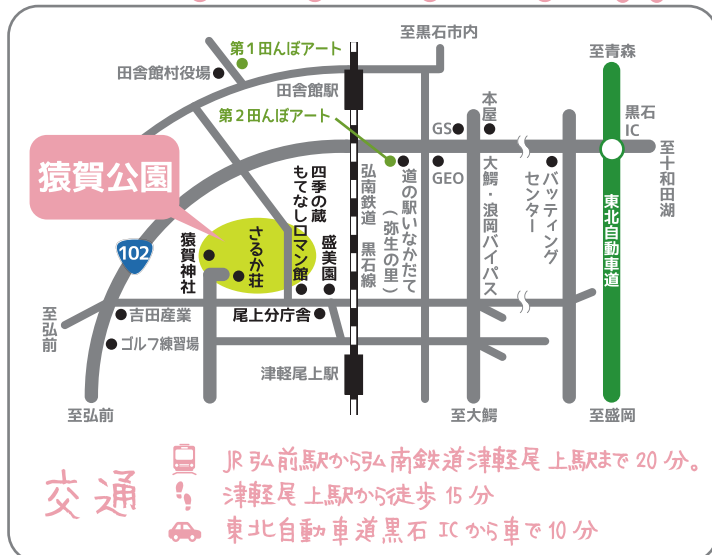 至黒石市内
至青森
第1田んぼアート
田舎館村役場
田舎館駅
本屋
黒石
IC
第2田んぼアート
GS
至十和田湖
猿賀公園
GEO
四季の蔵
もてなしロマン館
盛美園
弘南鉄道 黒石線
道の駅いなかだて
(弥生の里)
大鰐・浪岡バイパス
バッティング
センター
東北自動車道
102
猿賀神社
さるか荘
至弘前
吉田産業
尾上分庁舎
ゴルフ練習場
津軽尾上駅
至弘前
至大鰐
至盛岡
交通
JR弘前駅から弘南鉄道津軽尾上駅まで20分。
津軽尾上駅から徒歩15分
東北自動車道黒石ICから車で10分